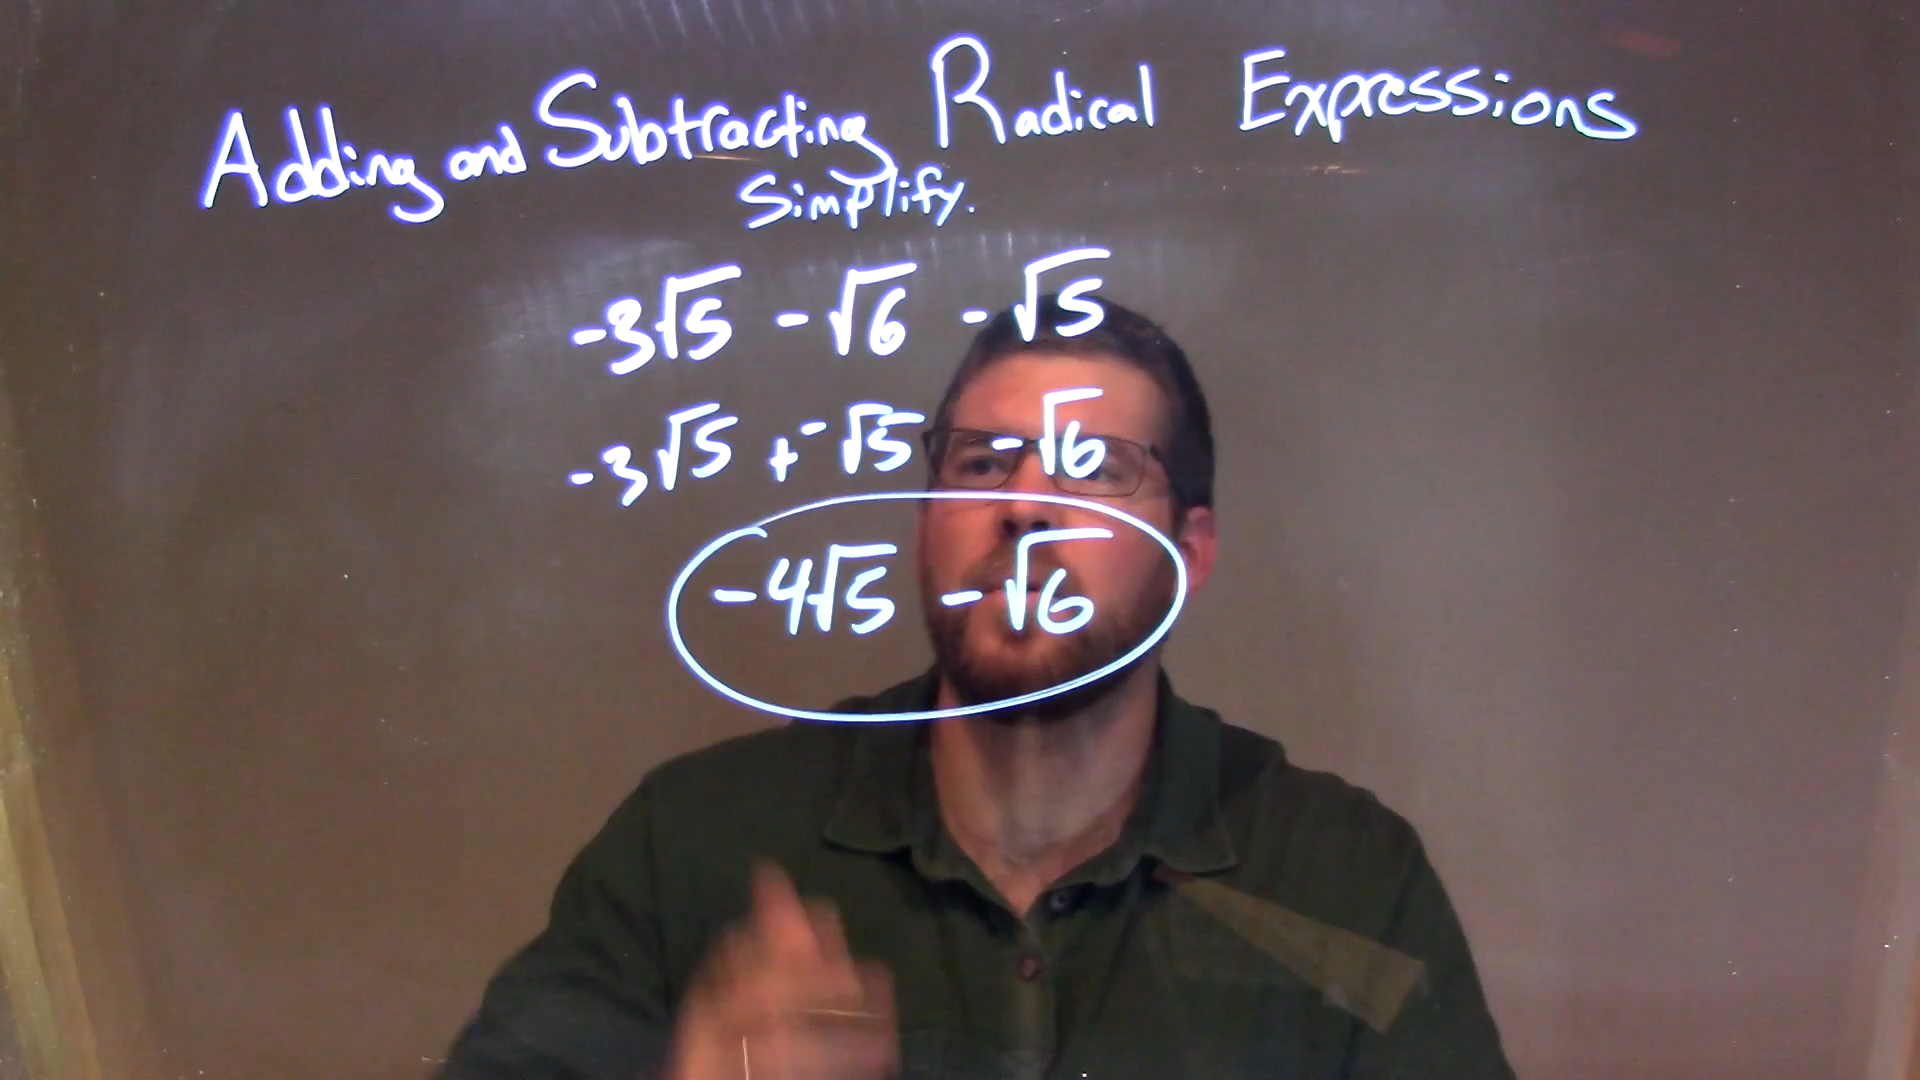 Adding and Subtracting Radical Expressions
Simplify.
-3√5 - √6 - √5
-3√5 + -√5 - √6
-4√5 - √6